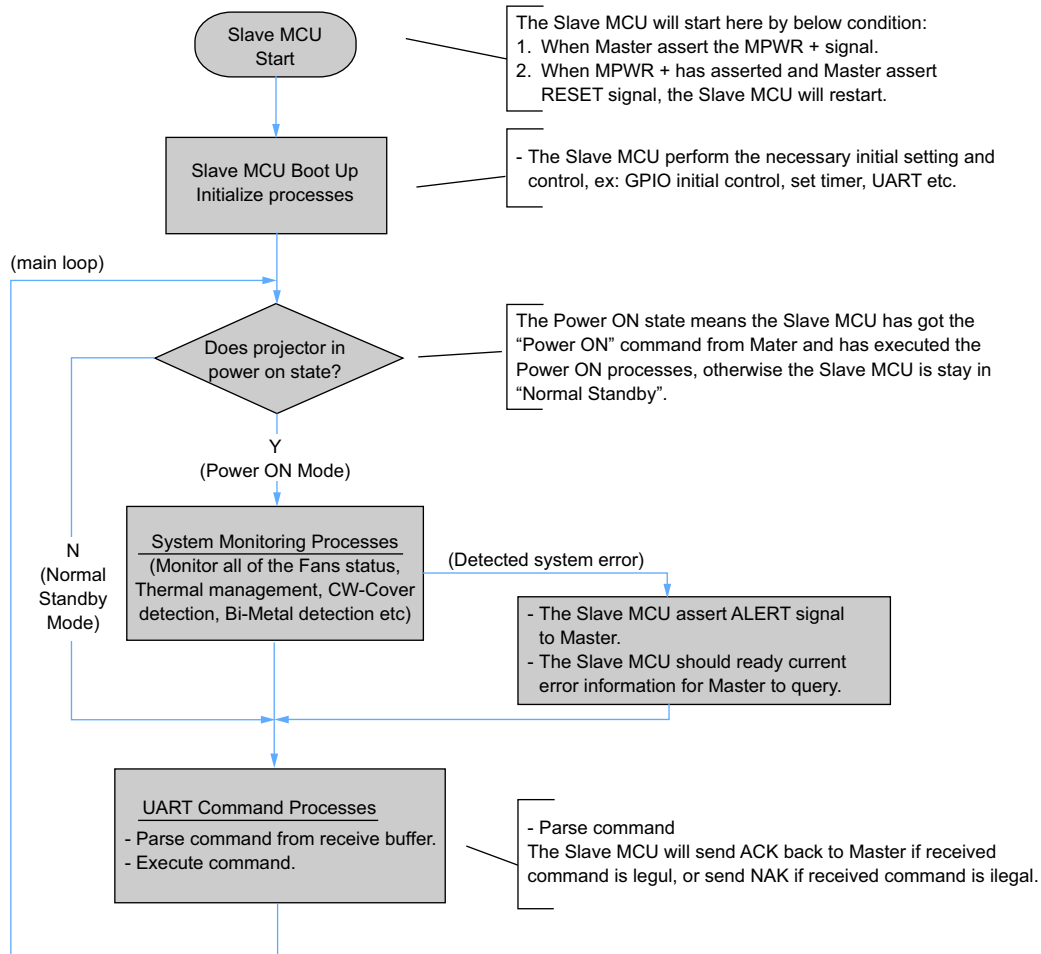 Slave MCU
Start
The Slave MCU will start here by below condition:
1. When Master assert the MPWR + signal.
2. When MPWR + has asserted and Master assert
RESET signal, the Slave MCU will restart.
Slave MCU Boot Up
Initialize processes
- The Slave MCU perform the necessary initial setting and
control, ex: GPIO initial control, set timer, UART etc.
(main loop)
Does projector in
power on state?
The Power ON state means the Slave MCU has got the
“Power ON” command from Mater and has executed the
Power ON processes, otherwise the Slave MCU is stay in
“Normal Standby”.
Y
(Power ON Mode)
N
(Normal
Standby
Mode)
System Monitoring Processes
(Monitor all of the Fans status,
Thermal management, CW-Cover
detection, Bi-Metal detection etc)
(Detected system error)
- The Slave MCU assert ALERT signal
to Master.
- The Slave MCU should ready current
error information for Master to query.
UART Command Processes
- Parse command from receive buffer.
- Execute command.
- Parse command
The Slave MCU will send ACK back to Master if received
command is legul, or send NAK if received command is ilegal.